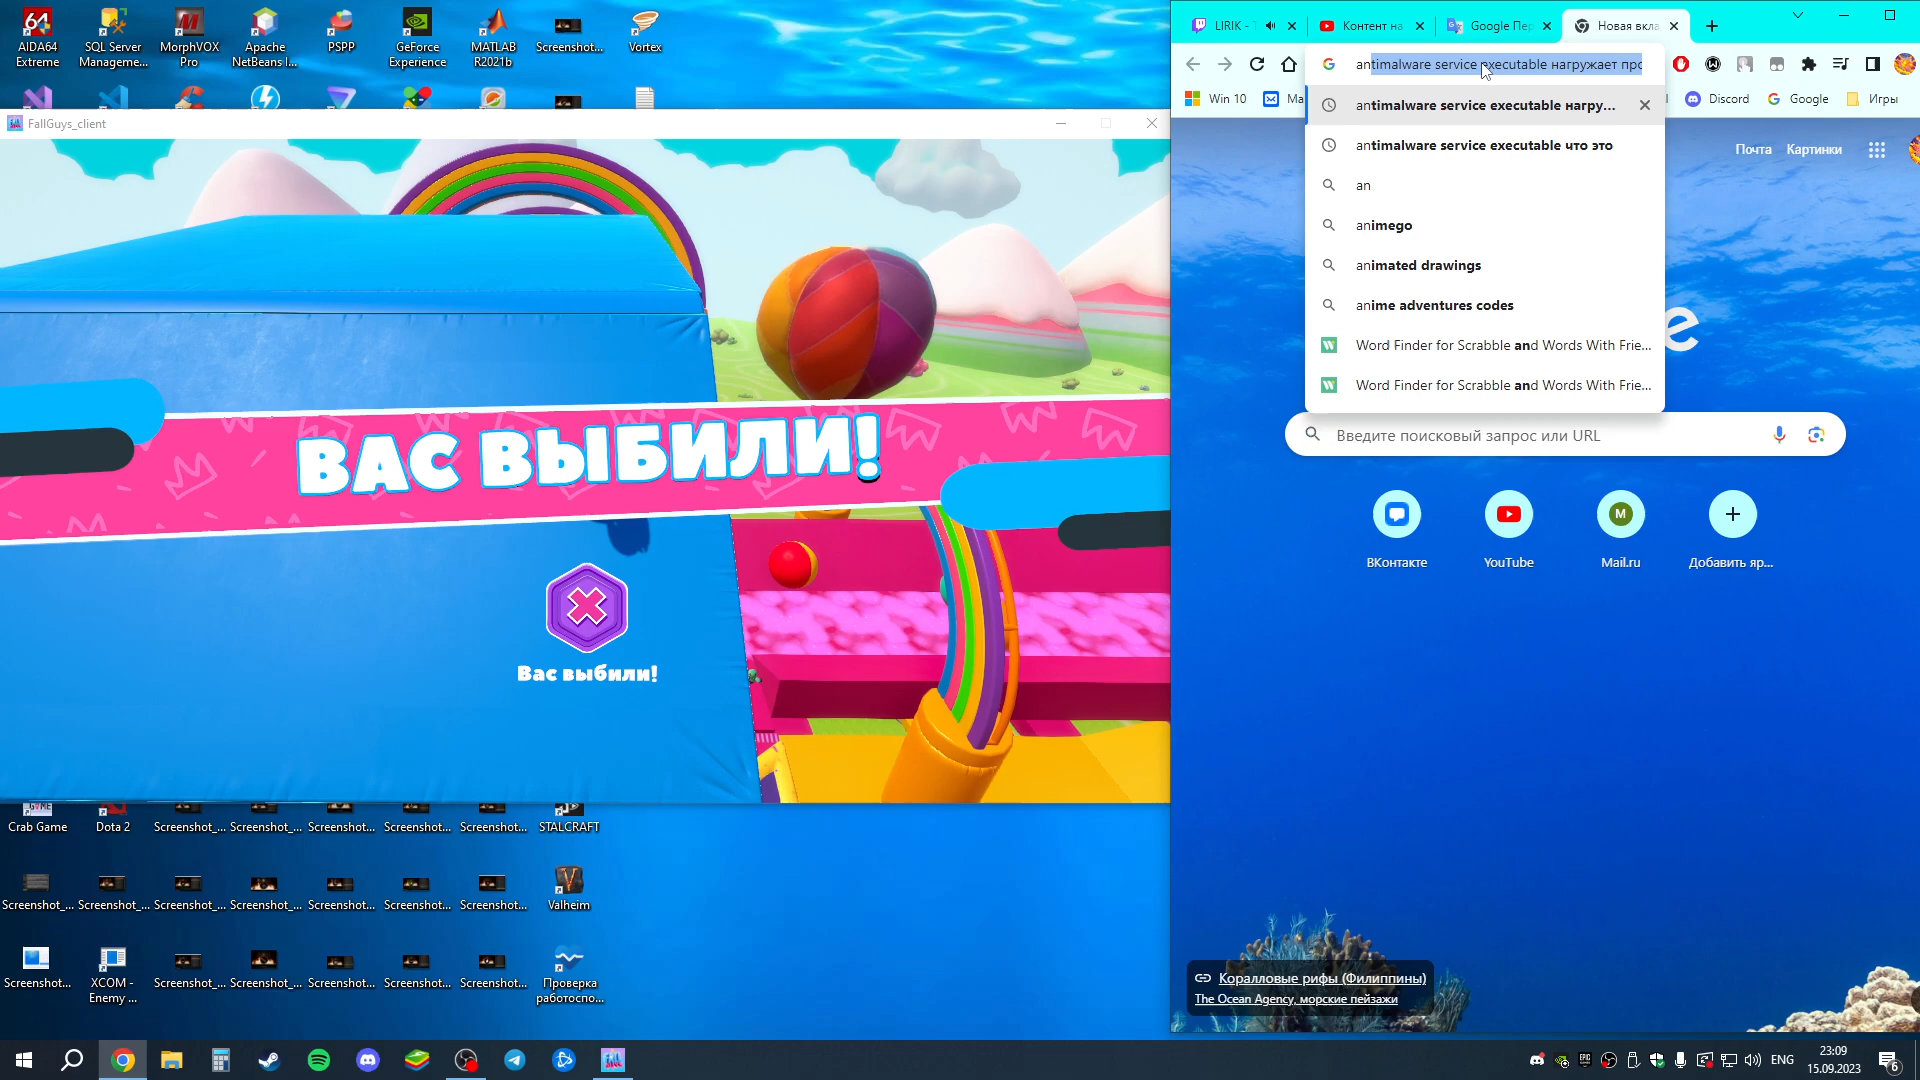 AIDA64
Extreme
SQL Server
Manageme...
MorphVOX
Pro
Apache
NetBeans I...
PSPP
GeForce
Experience
MATLAB
R2021b
Screenshot...
Vortex
FallGuys_client
ВАС ВЫБИЛИ!
Вас выбили!
Crab Game
Dota 2
Screenshot_...
Screenshot_...
Screenshot...
Screenshot...
Screenshot...
STALCRAFT
Screenshot_...
Screenshot_...
Screenshot_...
Screenshot_...
Screenshot...
Screenshot...
Screenshot...
Valheim
Screenshot...
XCOM -
Enemy ...
Screenshot_...
Screenshot_...
Screenshot...
Screenshot...
Screenshot...
Проверка
работоспо...
LIRIK -
Контент на
Google Пер
Новая вкла
antimalware service executable нагружает про
Win 10
Ma
Discord
Google
Игры
antimalware service executable нагру...
antimalware service executable что это
an
animego
animated drawings
anime adventures codes
Word Finder for Scrabble and Words With Frie...
Word Finder for Scrabble and Words With Frie...
Почта
Картинки
e
Введите поисковый запрос или URL
M
ВКонтакте
YouTube
Mail.ru
Добавить яр...
Коралловые рифы (Филиппины)
The Ocean Agency, морские пейзажи
ENG
23:09
15.09.2023
6